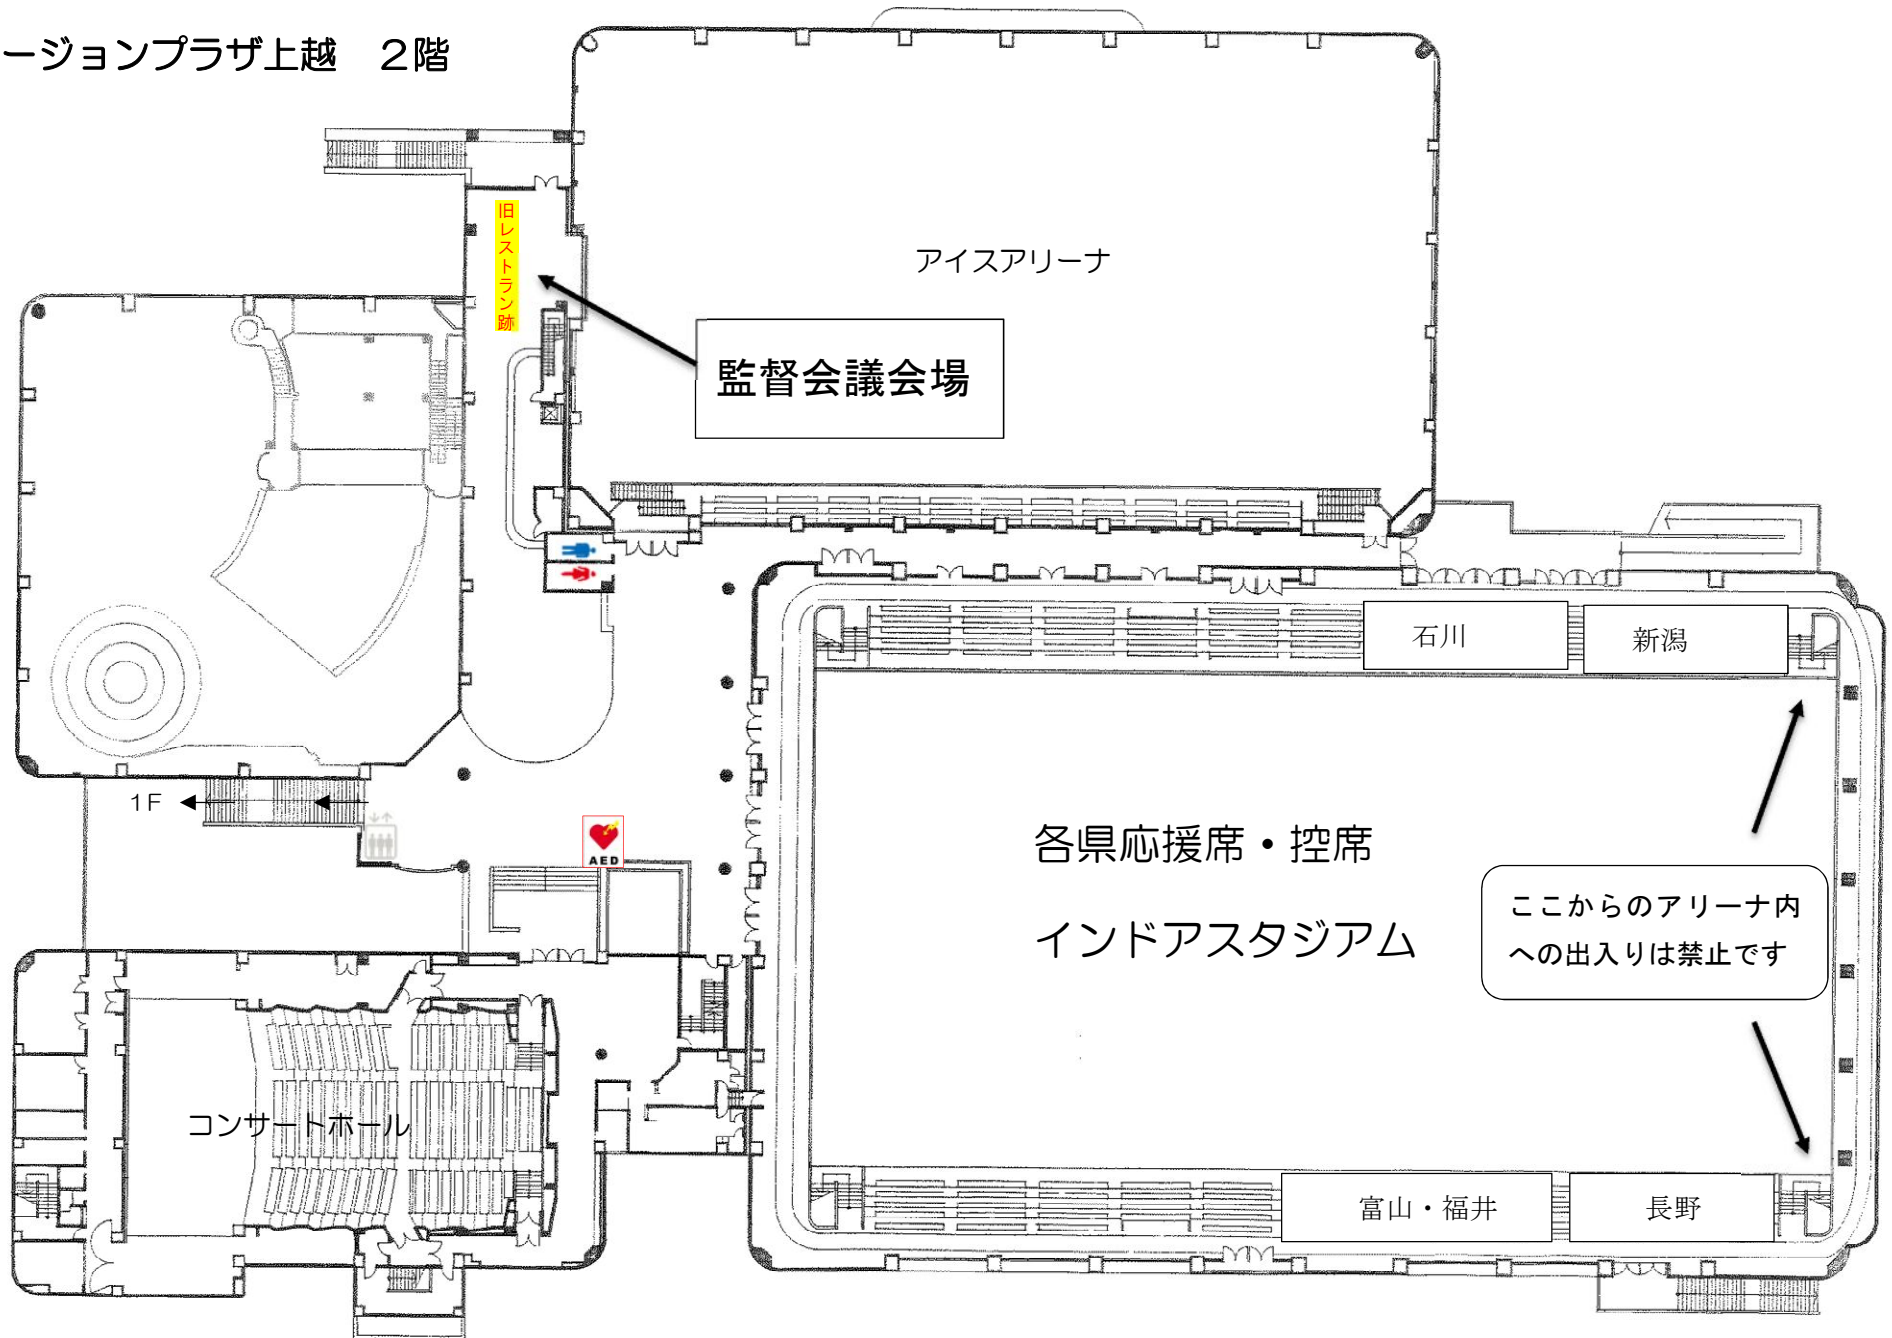 ージョンプラザ上越　２階
旧レストラン跡
アイスアリーナ
監督会議会場
石川
新潟
1F
AED
各県応援席・控席
インドアスタジアム
ここからのアリーナ内
への出入りは禁止です
コンサートホール
富山・福井
長野